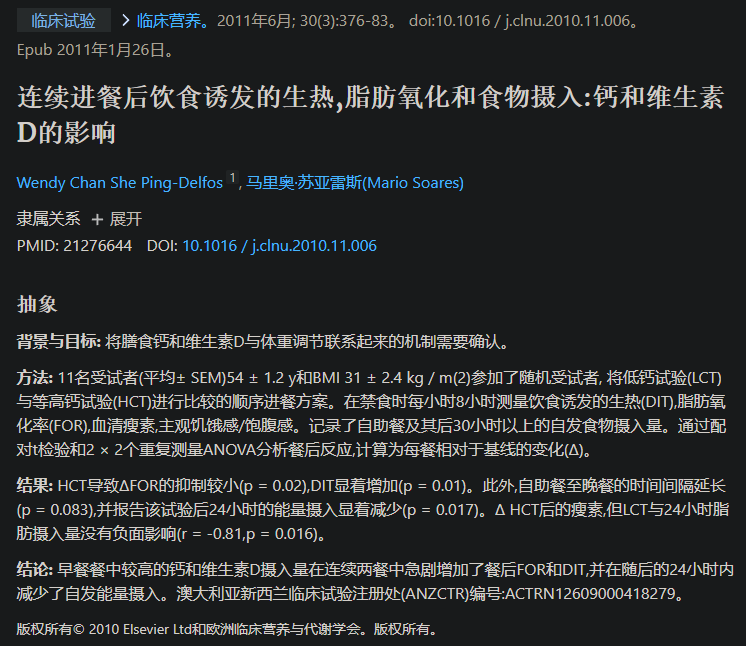 临床试验 > 临床营养。 2011年6月; 30(3):376-83。 doi:10.1016 / j.clnu.2010.11.006。
Epub 2011年1月26日。
连续进餐后饮食诱发的生热,脂肪氧化和食物摄入:钙和维生素
D的影响
Wendy Chan She Ping-Delfos 1, 马里奥·苏亚雷斯(Mario Soares)
隶属关系 + 展开
PMID: 21276644 DOI: 10.1016 / j.clnu.2010.11.006
抽象
背景与目标: 将膳食钙和维生素D与体重调节联系起来的机制需要确认。
方法: 11名受试者(平均± SEM)54 ± 1.2 y和BMI 31 ± 2.4 kg / m(2)参加了随机受试者, 将低钙试验(LCT)
与等高钙试验(HCT)进行比较的顺序进餐方案。在禁食时每小时8小时测量饮食诱发的生热(DIT),脂肪氧
化率(FOR),血清瘦素,主观饥饿感/饱腹感。记录了自助餐及其后30小时以上的自发食物摄入量。通过配
对t检验和2 × 2个重复测量ANOVA分析餐后反应,计算为每餐相对于基线的变化(Δ)。
结果: HCT导致ΔFOR的抑制较小(p = 0.02),DIT显着增加(p = 0.01)。此外,自助餐至晚餐的时间间隔延长
(p = 0.083),并报告该试验后24小时的能量摄入显着减少(p = 0.017)。Δ HCT后的瘦素,但LCT与24小时脂
肪摄入量没有负面影响(r = -0.81,p = 0.016)。
结论: 早餐餐中较高的钙和维生素D摄入量在连续两餐中急剧增加了餐后FOR和DIT,并在随后的24小时内
减少了自发能量摄入。澳大利亚新西兰临床试验注册处(ANZCTR)编号:ACTRN12609000418279。
版权所有© 2010 Elsevier Ltd和欧洲临床营养与代谢学会。版权所有。